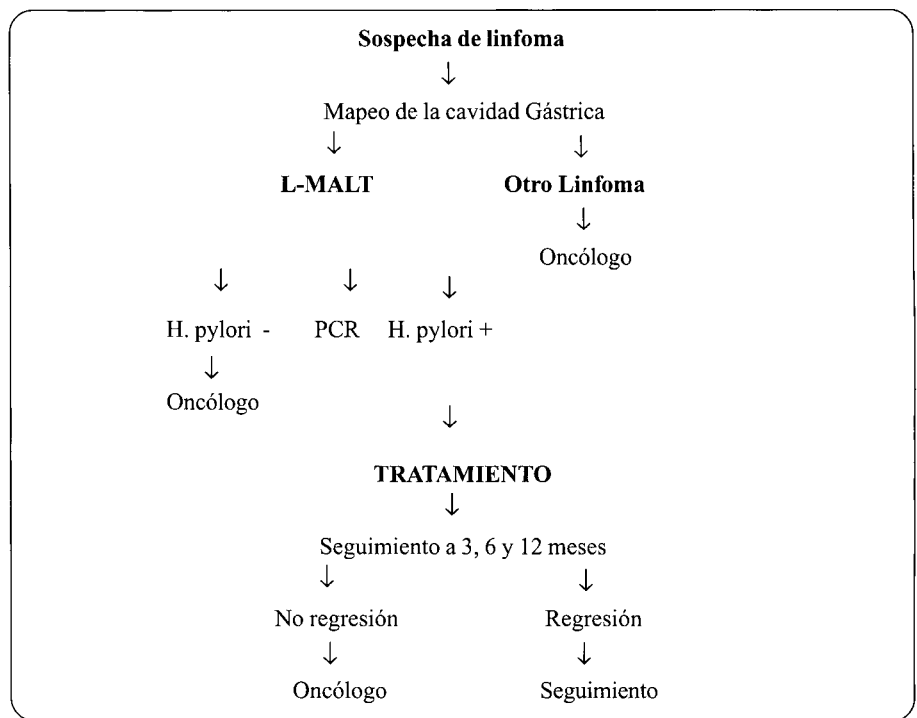 Sospecha de linfoma
↓
Mapeo de la cavidad Gástrica
↓ ↓
L-MALT Otro Linfoma
↓
Oncólogo
↓ ↓ ↓
H. pylori - PCR H. pylori +
↓
Oncólogo
↓
TRATAMIENTO
↓
Seguimiento a 3, 6 y 12 meses
↓ ↓
No regresión Regresión
↓ ↓
Oncólogo Seguimiento